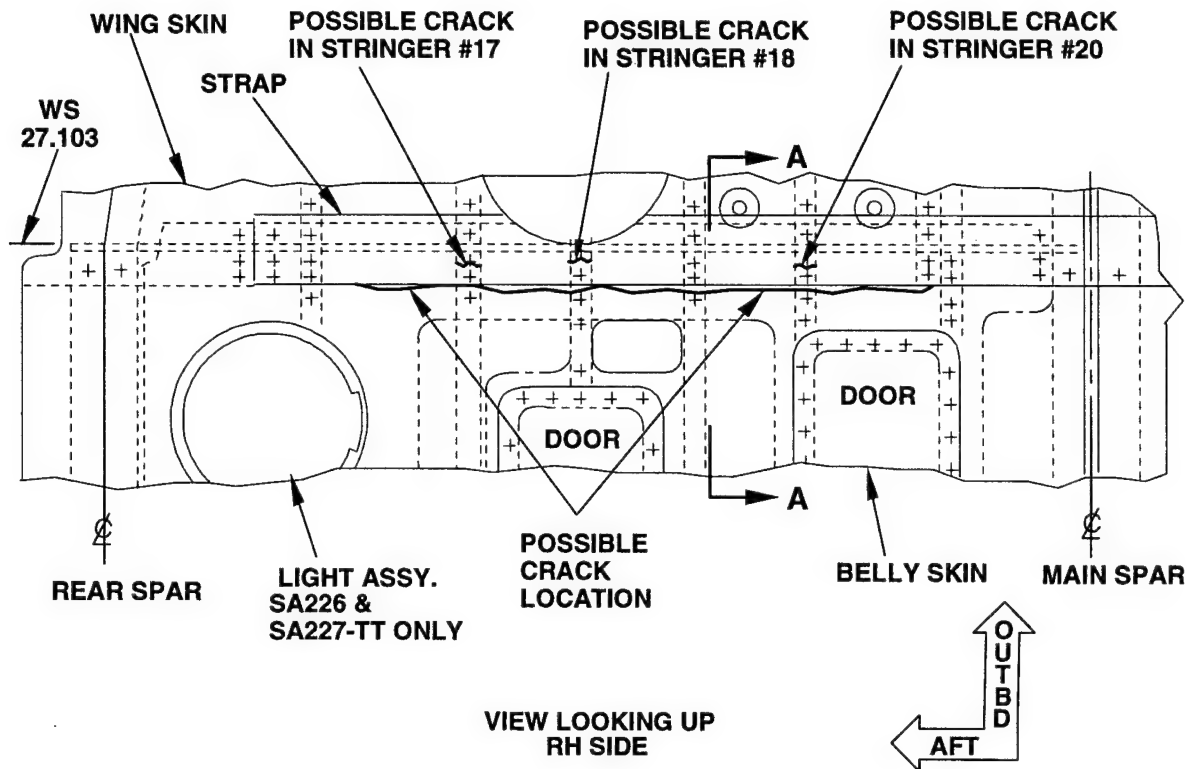 WING SKIN
POSSIBLE CRACK
IN STRINGER #17
POSSIBLE CRACK
IN STRINGER #18
POSSIBLE CRACK
IN STRINGER #20
STRAP
WS
27.103
A
DOOR
DOOR
A
℄
REAR SPAR
LIGHT ASSY.
SA226 &
SA227-TT ONLY
POSSIBLE
CRACK
LOCATION
BELLY SKIN
℄
MAIN SPAR
OUTBD
AFT
VIEW LOOKING UP
RH SIDE